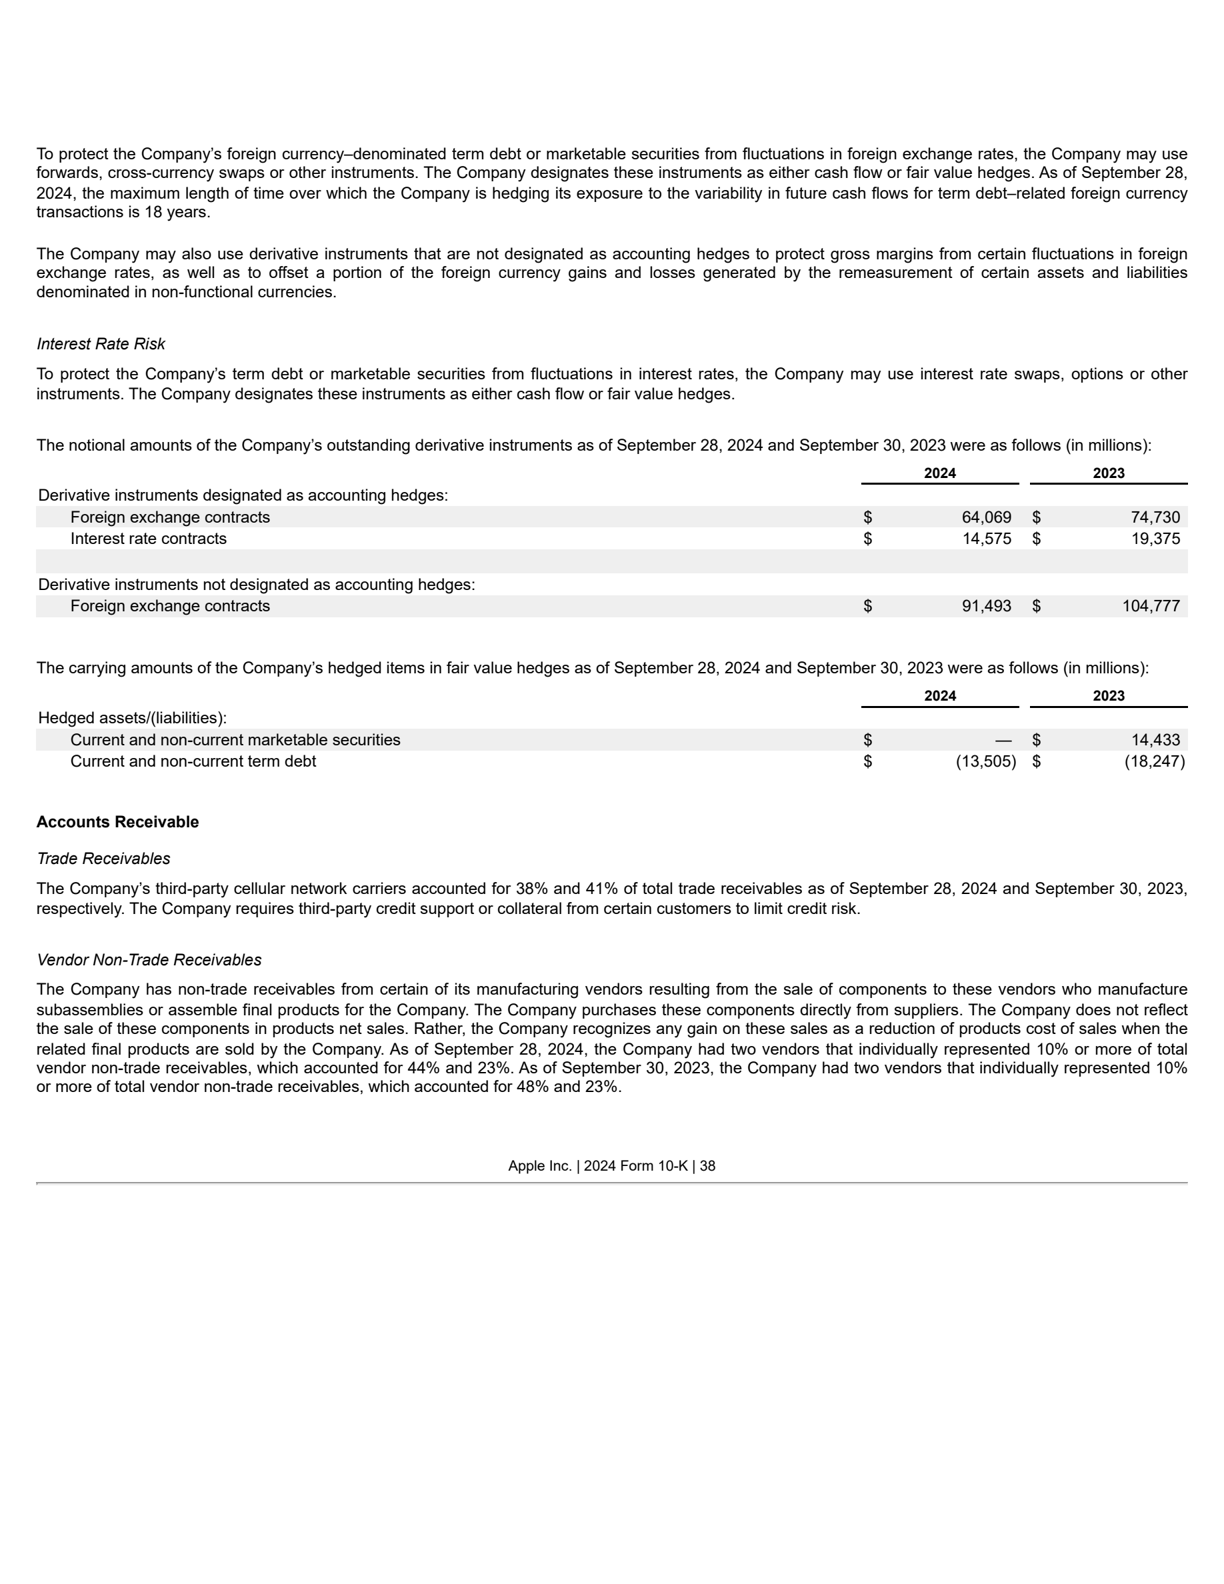 To protect the Company’s foreign currency–denominated term debt or marketable securities from fluctuations in foreign exchange rates, the Company may use
forwards, cross-currency swaps or other instruments. The Company designates these instruments as either cash flow or fair value hedges. As of September 28,
2024, the maximum length of time over which the Company is hedging its exposure to the variability in future cash flows for term debt–related foreign currency
transactions is 18 years.
The Company may also use derivative instruments that are not designated as accounting hedges to protect gross margins from certain fluctuations in foreign
exchange rates, as well as to offset a portion of the foreign currency gains and losses generated by the remeasurement of certain assets and liabilities
denominated in non-functional currencies.
Interest Rate Risk
To protect the Company’s term debt or marketable securities from fluctuations in interest rates, the Company may use interest rate swaps, options or other
instruments. The Company designates these instruments as either cash flow or fair value hedges.
The notional amounts of the Company’s outstanding derivative instruments as of September 28, 2024 and September 30, 2023 were as follows (in millions):
2024 2023
Derivative instruments designated as accounting hedges:
Foreign exchange contracts $ 64,069 $ 74,730
Interest rate contracts $ 14,575 $ 19,375
Derivative instruments not designated as accounting hedges:
Foreign exchange contracts $ 91,493 $ 104,777
The carrying amounts of the Company’s hedged items in fair value hedges as of September 28, 2024 and September 30, 2023 were as follows (in millions):
2024 2023
Hedged assets/(liabilities):
Current and non-current marketable securities $ — $ 14,433
Current and non-current term debt $ (13,505) $ (18,247)
Accounts Receivable
Trade Receivables
The Company’s third-party cellular network carriers accounted for 38% and 41% of total trade receivables as of September 28, 2024 and September 30, 2023,
respectively. The Company requires third-party credit support or collateral from certain customers to limit credit risk.
Vendor Non-Trade Receivables
The Company has non-trade receivables from certain of its manufacturing vendors resulting from the sale of components to these vendors who manufacture
subassemblies or assemble final products for the Company. The Company purchases these components directly from suppliers. The Company does not reflect
the sale of these components in products net sales. Rather, the Company recognizes any gain on these sales as a reduction of products cost of sales when the
related final products are sold by the Company. As of September 28, 2024, the Company had two vendors that individually represented 10% or more of total
vendor non-trade receivables, which accounted for 44% and 23%. As of September 30, 2023, the Company had two vendors that individually represented 10%
or more of total vendor non-trade receivables, which accounted for 48% and 23%.
Apple Inc. | 2024 Form 10-K | 38